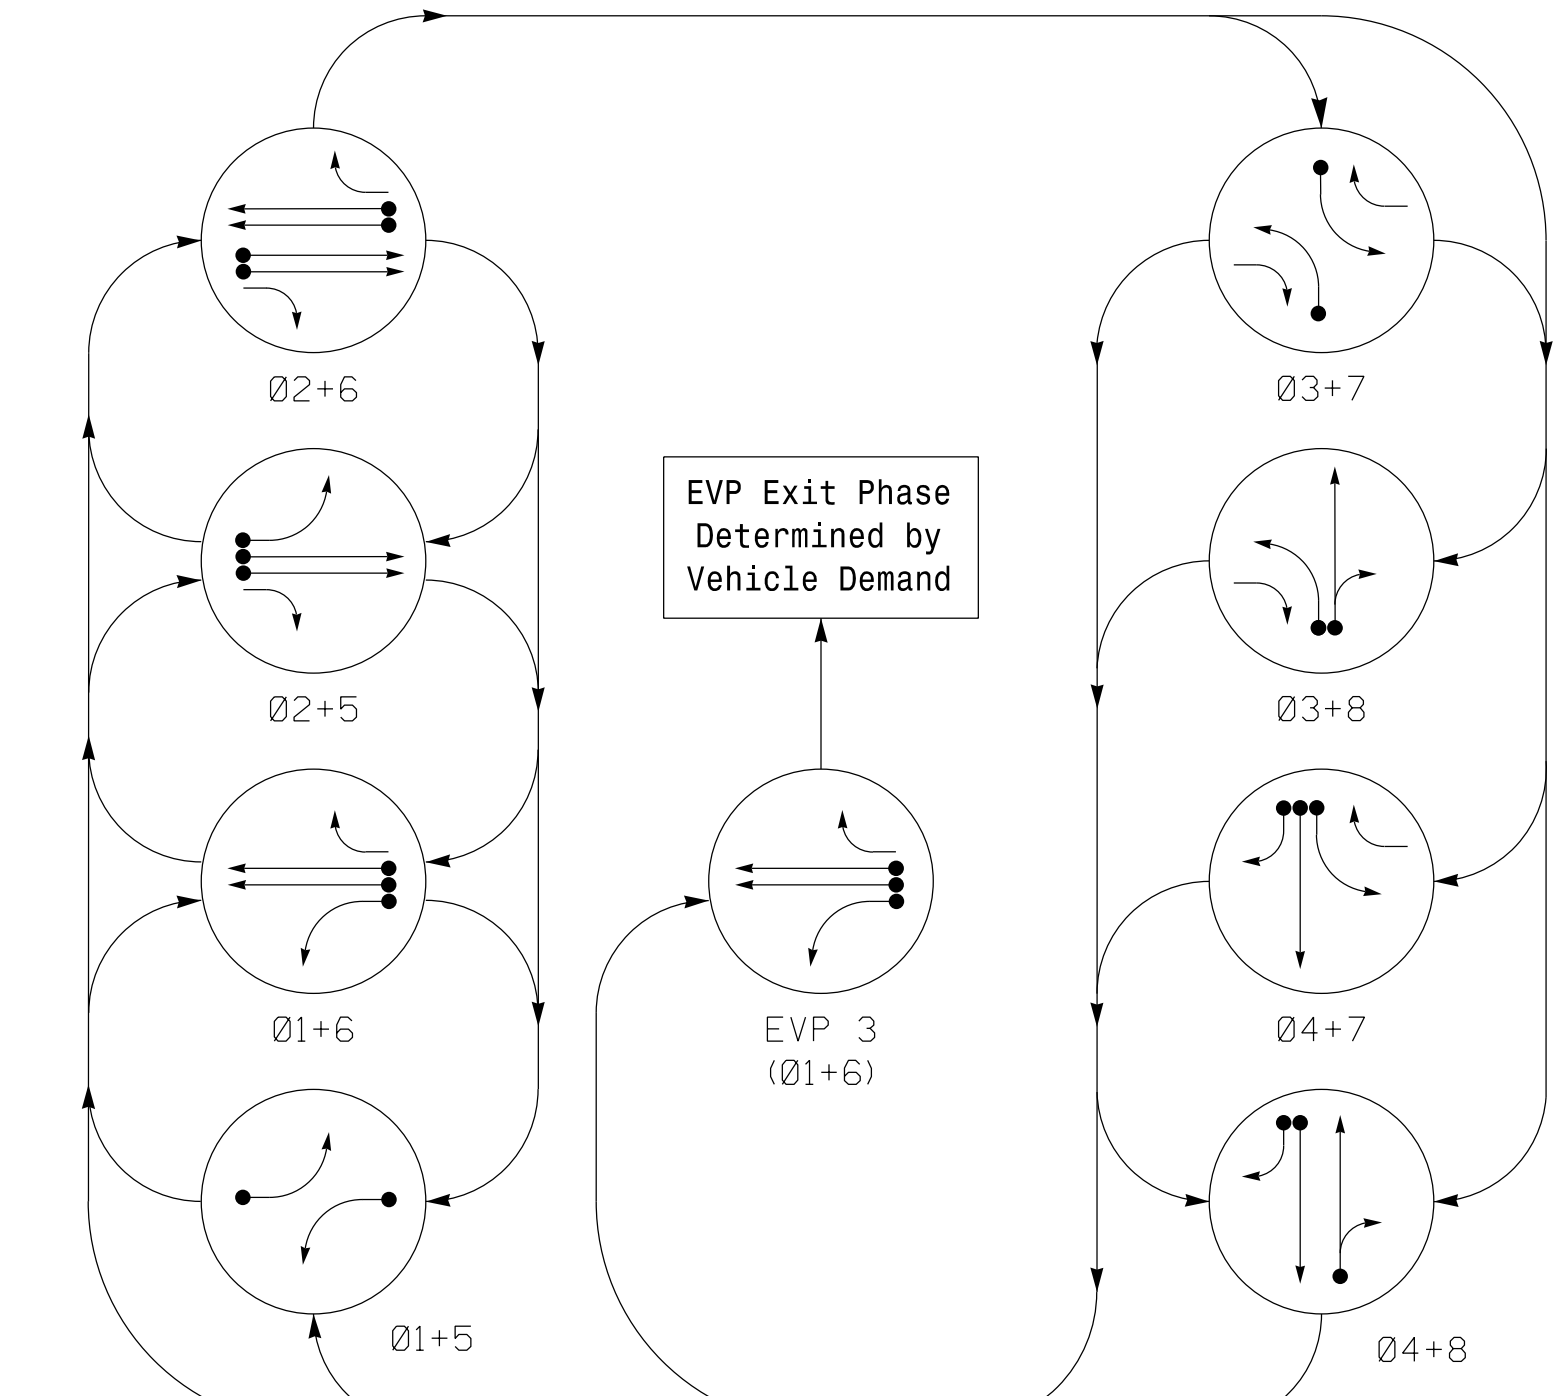 Ø2+6
Ø3+7
EVP Exit Phase
Determined by
Vehicle Demand
Ø2+5
Ø3+8
Ø1+6
EVP 3
(Ø1+6)
Ø4+7
Ø1+5
Ø4+8